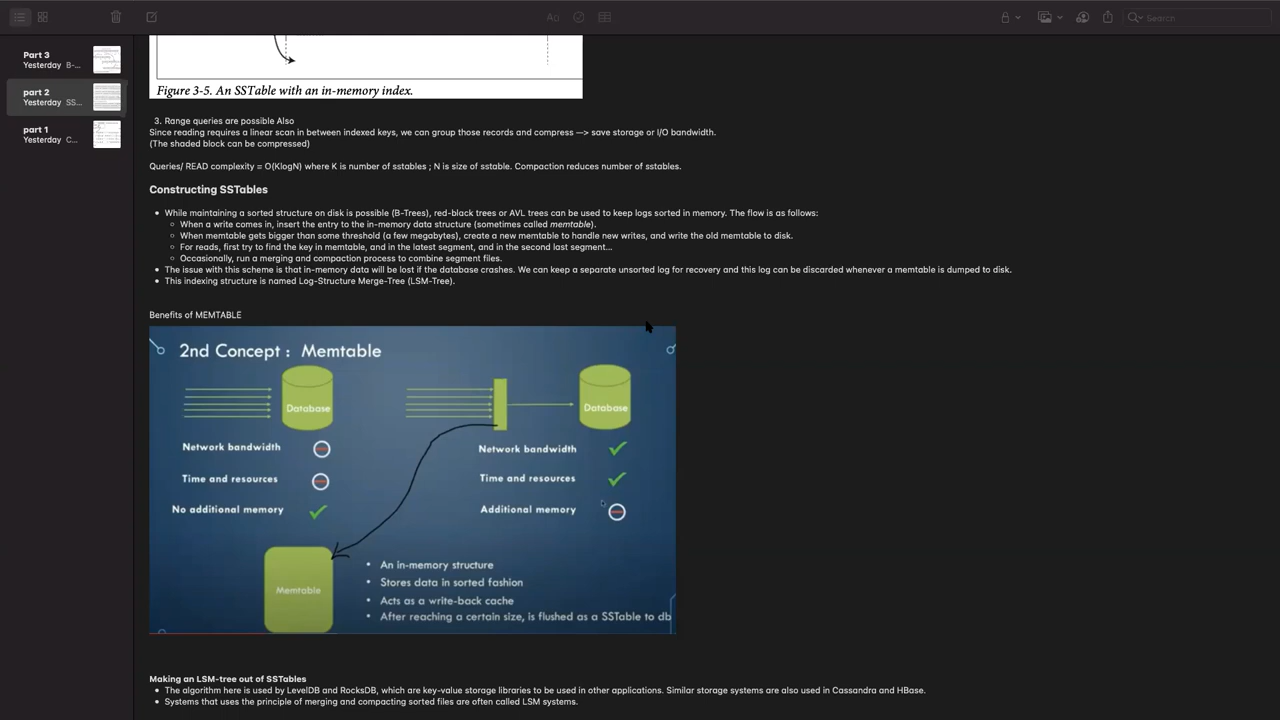 Search
Part 3
Yesterday B-...
part 2
Yesterday SS...
part 1
Yesterday C...
Figure 3-5. An SSTable with an in-memory index.
3. Range queries are possible Also
Since reading requires a linear scan in between indexed keys, we can group those records and compress —> save storage or I/O bandwidth.
(The shaded block can be compressed)
Queries/ READ complexity = O(KlogN) where K is number of sstables ; N is size of sstable. Compaction reduces number of sstables.
Constructing SSTables
• While maintaining a sorted structure on disk is possible (B-Trees), red-black trees or AVL trees can be used to keep logs sorted in memory. The flow is as follows:
◦ When a write comes in, insert the entry to the in-memory data structure (sometimes called memtable).
◦ When memtable gets bigger than some threshold (a few megabytes), create a new memtable to handle new writes, and write the old memtable to disk.
◦ For reads, first try to find the key in memtable, and in the latest segment, and in the second last segment...
◦ Occasionally, run a merging and compaction process to combine segment files.
• The issue with this scheme is that in-memory data will be lost if the database crashes. We can keep a separate unsorted log for recovery and this log can be discarded whenever a memtable is dumped to disk.
• This indexing structure is named Log-Structure Merge-Tree (LSM-Tree).
Benefits of MEMTABLE
2nd Concept : Memtable
Database
Database
Network bandwidth
Time and resources
No additional memory
Network bandwidth
Time and resources
Additional memory
Memtable
• An in-memory structure
• Stores data in sorted fashion
• Acts as a write-back cache
• After reaching a certain size, is flushed as a SSTable to db
Making an LSM-tree out of SSTables
• The algorithm here is used by LevelDB and RocksDB, which are key-value storage libraries to be used in other applications. Similar storage systems are also used in Cassandra and HBase.
• Systems that uses the principle of merging and compacting sorted files are often called LSM systems.